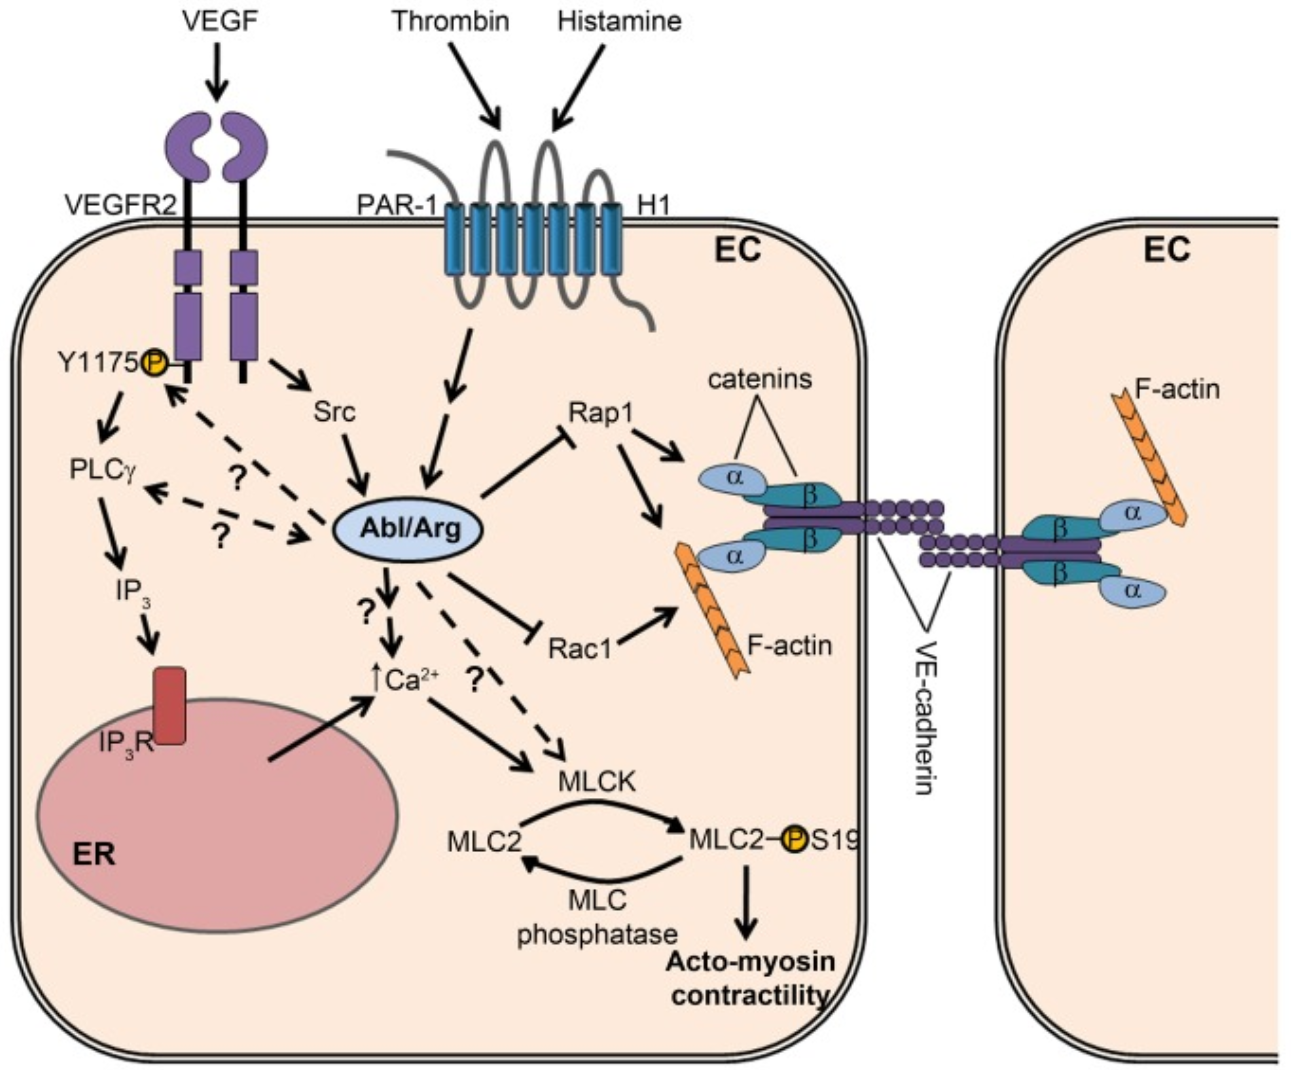 VEGF
Thrombin
Histamine
VEGFR2
PAR-1
H1
EC
EC
Y1175
P
Src
catenins
F-actin
Rap1
PLCγ
?
α
β
?
Abl/Arg
β
α
β
α
β
α
IP3
?
Rac1
F-actin
↑Ca2+
?
VE-cadherin
IP3R
MLCK
MLC2
MLC2
P
S19
ER
MLC
phosphatase
Acto-myosin
contractility